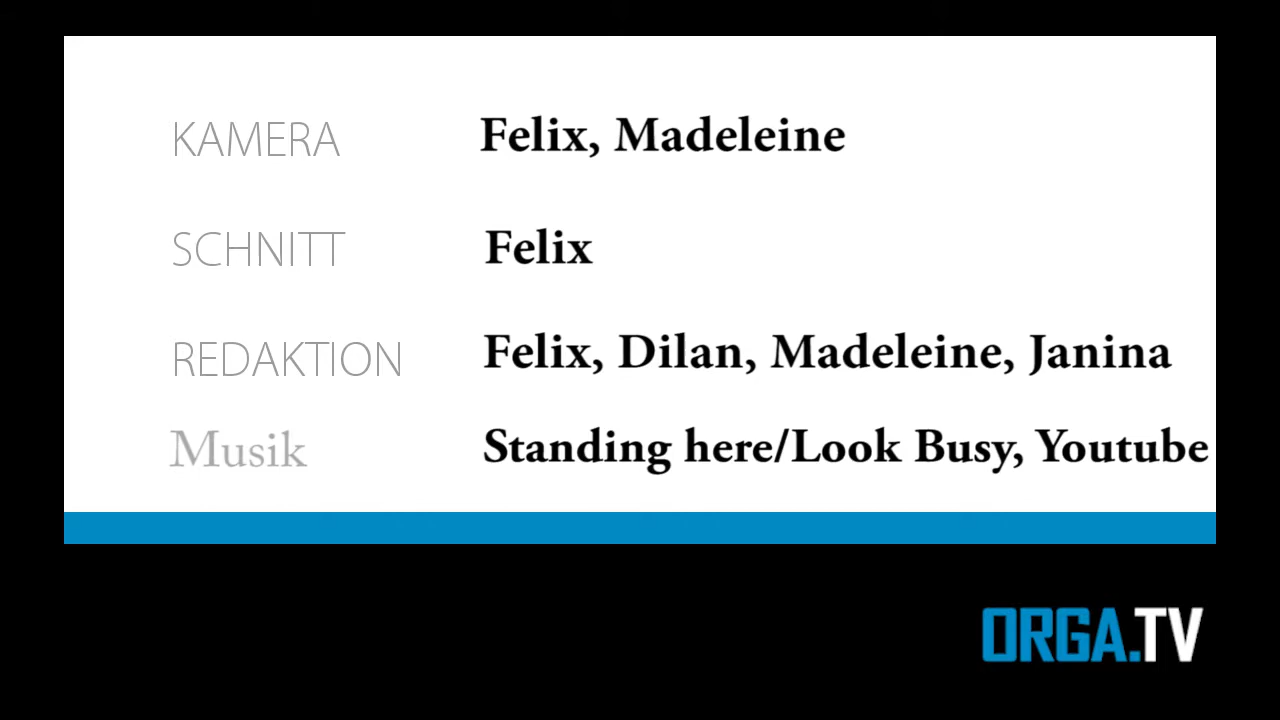 KAMERA Felix, Madeleine
SCHNITT Felix
REDAKTION Felix, Dilan, Madeleine, Janina
Musik Standing here/Look Busy, Youtube
ORGA.TV